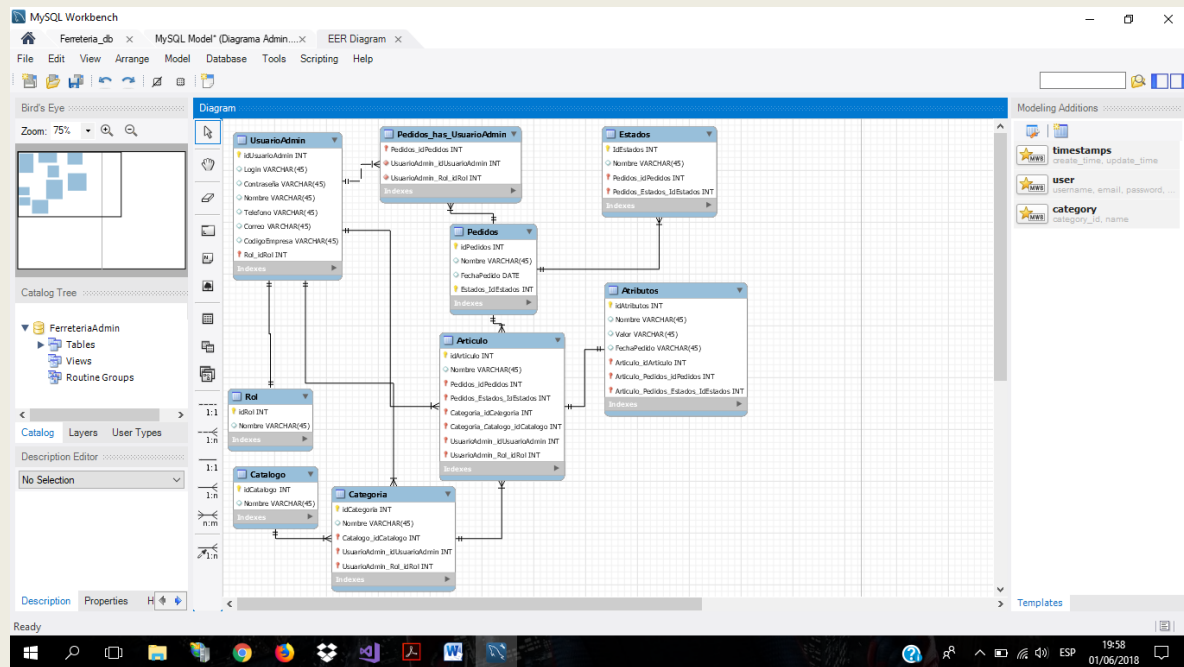 MySQL Workbench
Ferreteria_db × MySQL Model* (Diagrama Admin....× EER Diagram ×
File Edit View Arrange Model Database Tools Scripting Help
Bird's Eye
Zoom: 75%
Catalog Tree
FerreteriaAdmin
Tables
Views
Routine Groups
Catalog Layers User Types
Description Editor
No Selection
Description Properties H
Ready
1:1
1:n
1:1
1:n
n:m
1:n
Diagram
UsuarioAdmin
idUsuarioAdmin INT
Login VARCHAR(45)
Contraseña VARCHAR(45)
Nombre VARCHAR(45)
Telefono VARCHAR(45)
Correo VARCHAR(45)
CodigoEmpresa VARCHAR(45)
Rol_idRol INT
Indexes
Pedidos_has_UsuarioAdmin
Pedidos_idPedidos INT
UsuarioAdmin_idUsuarioAdmin INT
UsuarioAdmin_Rol_idRol INT
Indexes
Estados
IdEstados INT
Nombre VARCHAR(45)
Pedidos_idPedidos INT
Pedidos_Estados_IdEstados INT
Indexes
Pedidos
idPedidos INT
Nombre VARCHAR(45)
FechaPedido DATE
Estados_IdEstados INT
Indexes
Atributos
idAtributos INT
Nombre VARCHAR(45)
Valor VARCHAR(45)
FechaPedido VARCHAR(45)
Articulo_idArticulo INT
Articulo_Pedidos_idPedidos INT
Articulo_Pedidos_Estados_IdEstados INT
Indexes
Articulo
idArticulo INT
Nombre VARCHAR(45)
Pedidos_idPedidos INT
Pedidos_Estados_IdEstados INT
Categoria_idCategoria INT
Categoria_Catalogo_idCatalogo INT
UsuarioAdmin_idUsuarioAdmin INT
UsuarioAdmin_Rol_idRol INT
Indexes
Rol
idRol INT
Nombre VARCHAR(45)
Indexes
Catalogo
idCatalogo INT
Nombre VARCHAR(45)
Indexes
Categoria
idCategoria INT
Nombre VARCHAR(45)
Catalogo_idCatalogo INT
UsuarioAdmin_idUsuarioAdmin INT
UsuarioAdmin_Rol_idRol INT
Indexes
Modeling Additions
timestamps
create_time, update_time
user
username, email, password, ...
category
category_id, name
Templates
ESP
19:58
01/06/2018